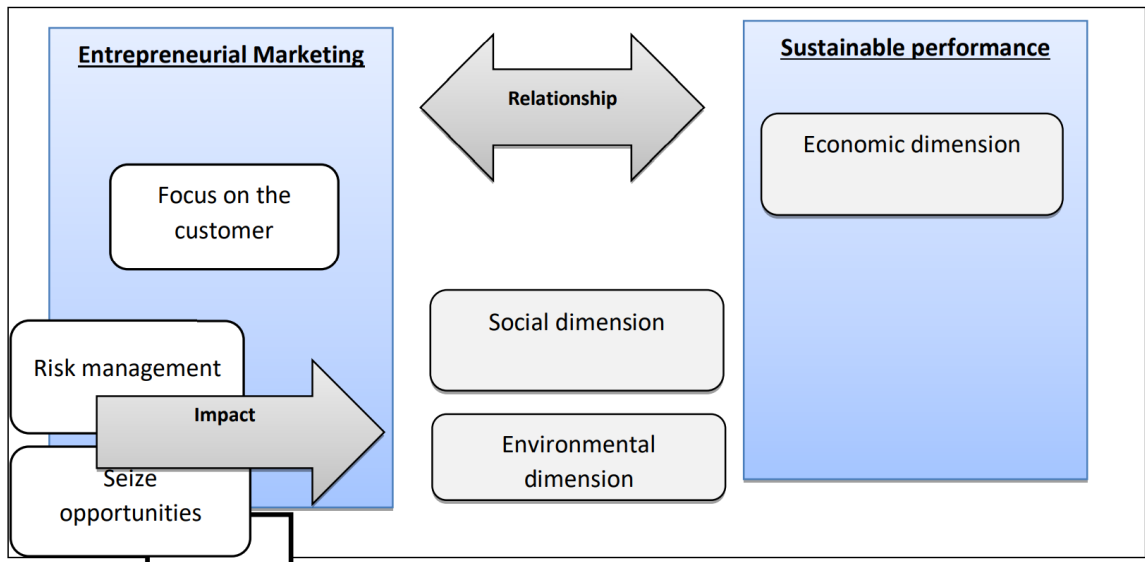 Entrepreneurial Marketing
Sustainable performance
Relationship
Economic dimension
Focus on the
customer
Social dimension
Risk management
Impact
Environmental
dimension
Seize
opportunities